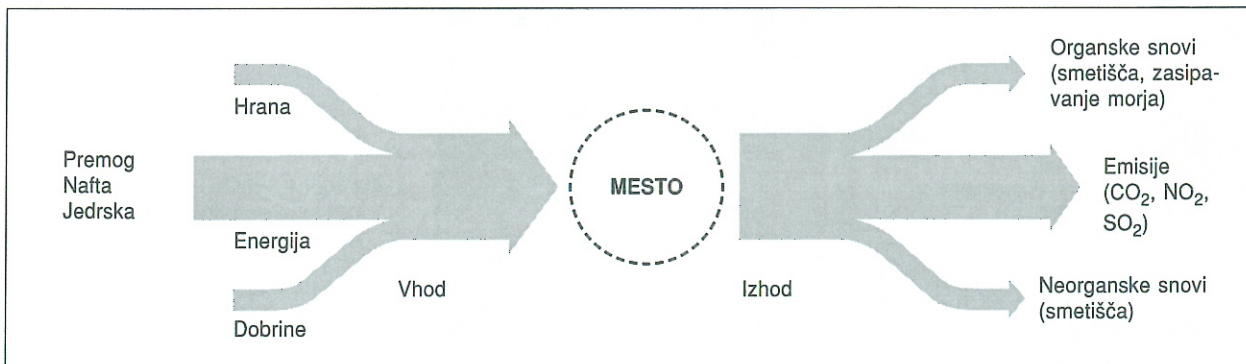 Premog
Nafta
Jedrska
Hrana
Energija
Dobrine
Vhod
MESTO
Izhod
Organske snovi
(smetišča, zasipa-
vanje morja)
Emisije
(CO₂, NO₂,
SO₂)
Neorganske snovi
(smetišča)